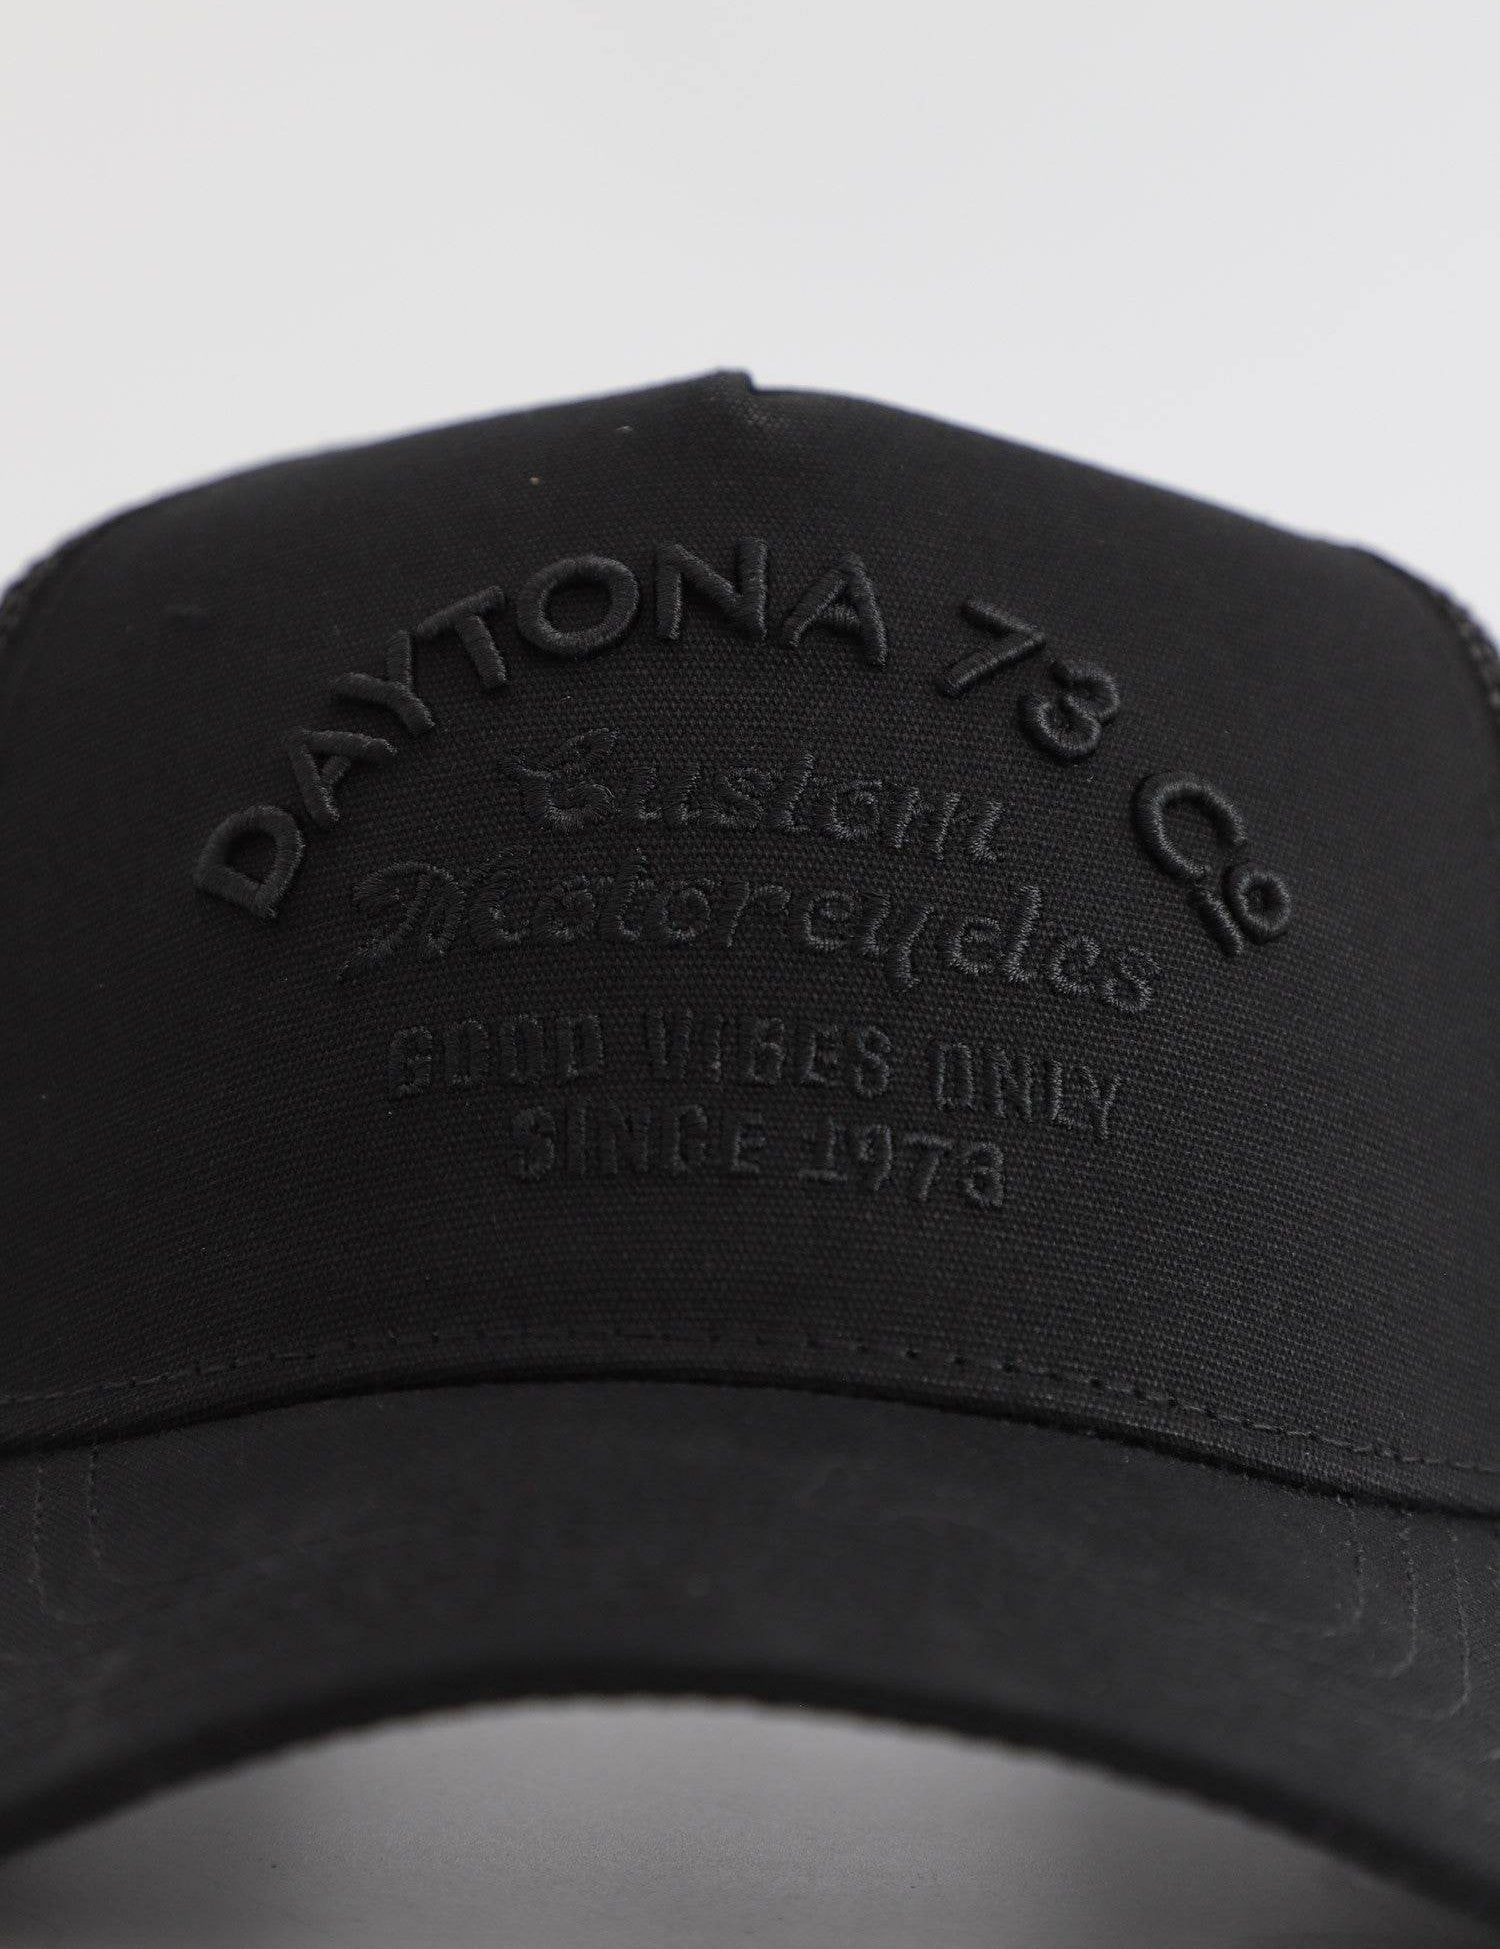 DAYTONA 73 Co
Custom
Motorcycles
GOOD VIBES ONLY
SINCE 1973